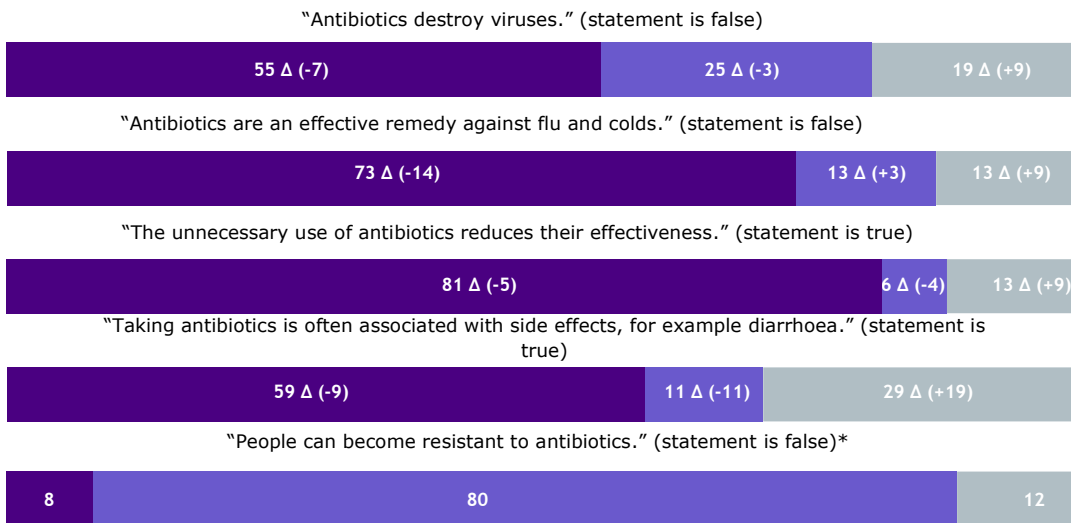 “Antibiotics destroy viruses.” (statement is false)
55 Δ (-7) 25 Δ (-3) 19 Δ (+9)
“Antibiotics are an effective remedy against flu and colds.” (statement is false)
73 Δ (-14) 13 Δ (+3) 13 Δ (+9)
“The unnecessary use of antibiotics reduces their effectiveness.” (statement is true)
81 Δ (-5) 6 Δ (-4) 13 Δ (+9)
“Taking antibiotics is often associated with side effects, for example diarrhoea.” (statement is
true)
59 Δ (-9) 11 Δ (-11) 29 Δ (+19)
“People can become resistant to antibiotics.” (statement is false)*
8 80 12